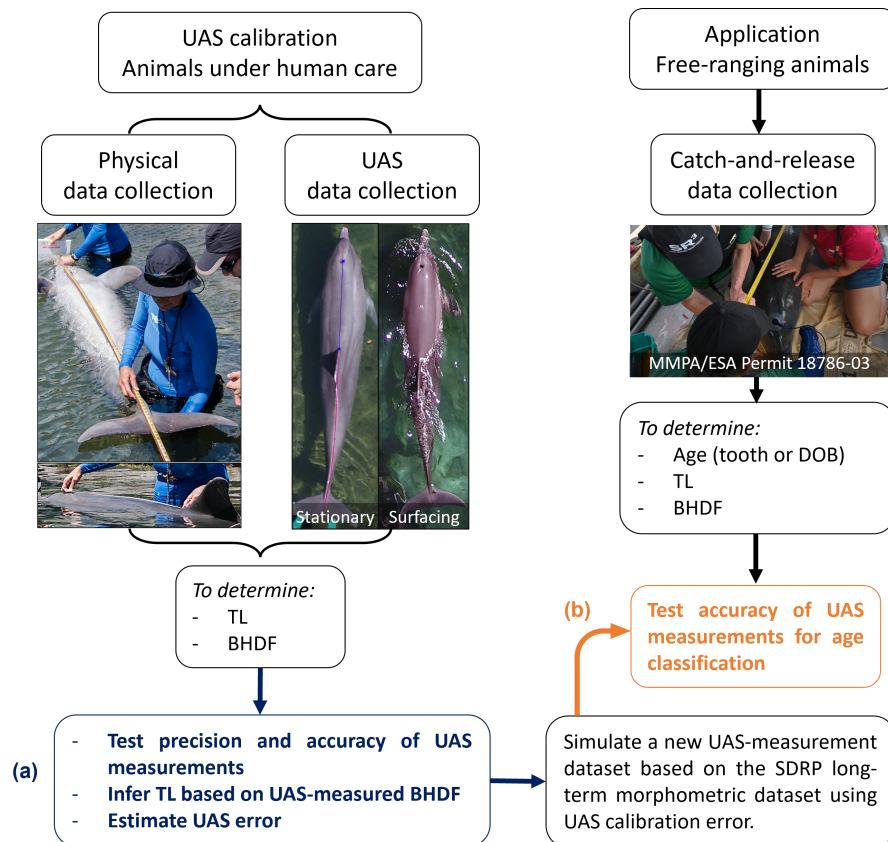 UAS calibration
Animals under human care
Physical
data collection
UAS
data collection
Stationary
Surfacing
To determine:
- TL
- BHDF
(a)
- Test precision and accuracy of UAS
measurements
- Infer TL based on UAS-measured BHDF
- Estimate UAS error
Application
Free-ranging animals
Catch-and-release
data collection
SR³
MMPA/ESA Permit 18786-03
To determine:
- Age (tooth or DOB)
- TL
- BHDF
(b)
Test accuracy of UAS
measurements for age
classification
Simulate a new UAS-measurement
dataset based on the SDRP long-
term morphometric dataset using
UAS calibration error.